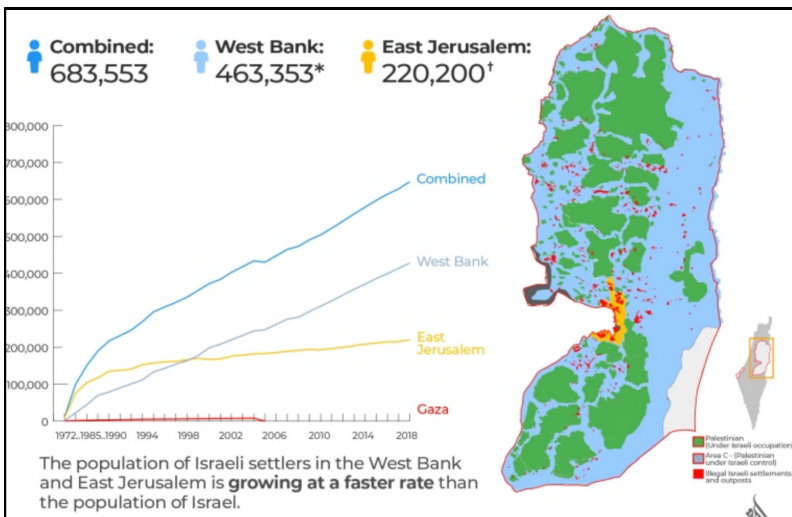 Combined:
683,553
West Bank:
463,353*
East Jerusalem:
220,200†
800,000
700,000
600,000
500,000
400,000
300,000
200,000
100,000
0
Combined
West Bank
East
Jerusalem
Gaza
1972..1985..1990 1994 1998 2002 2006 2010 2014 2018
The population of Israeli settlers in the West Bank
and East Jerusalem is growing at a faster rate than
the population of Israel.
Palestinian
(Under Israeli occupation)
Area C - (Palestinian
under Israeli control)
Illegal Israeli settlements
and outposts